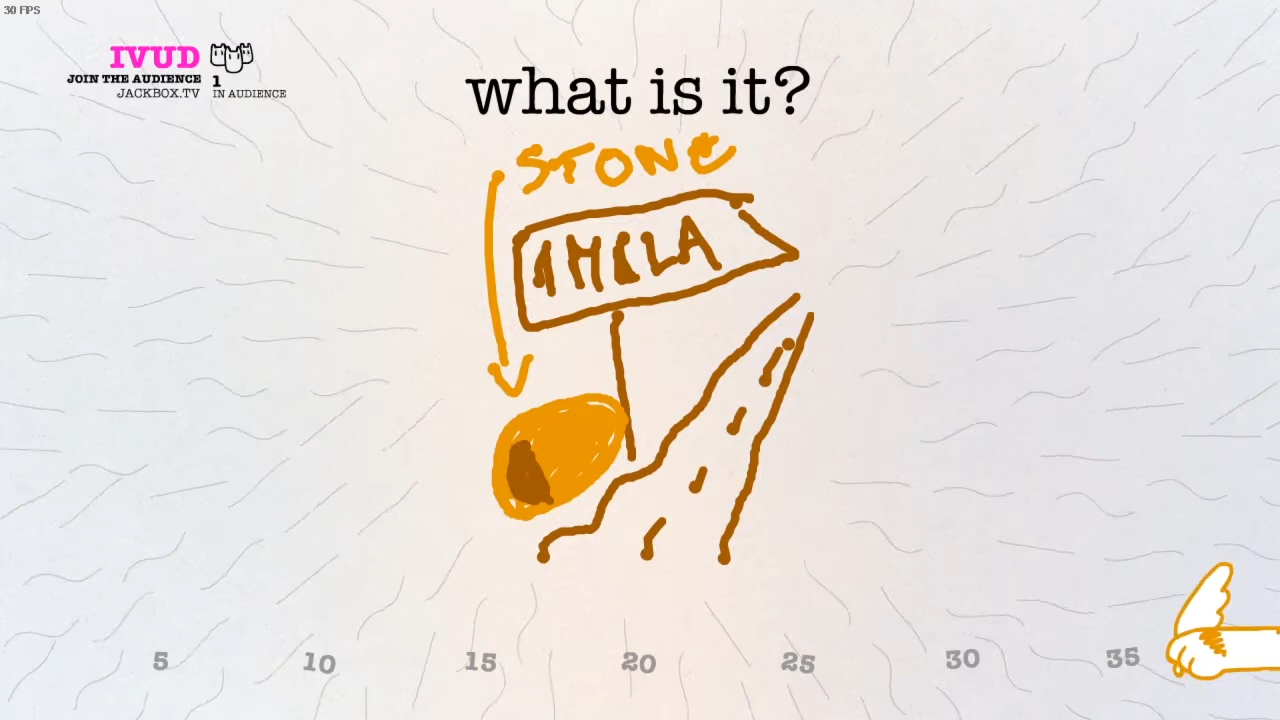 30 FPS
IVUD
JOIN THE AUDIENCE
JACKBOX.TV
1
IN AUDIENCE
what is it?
STONE
5 10 15 20 25 30 35